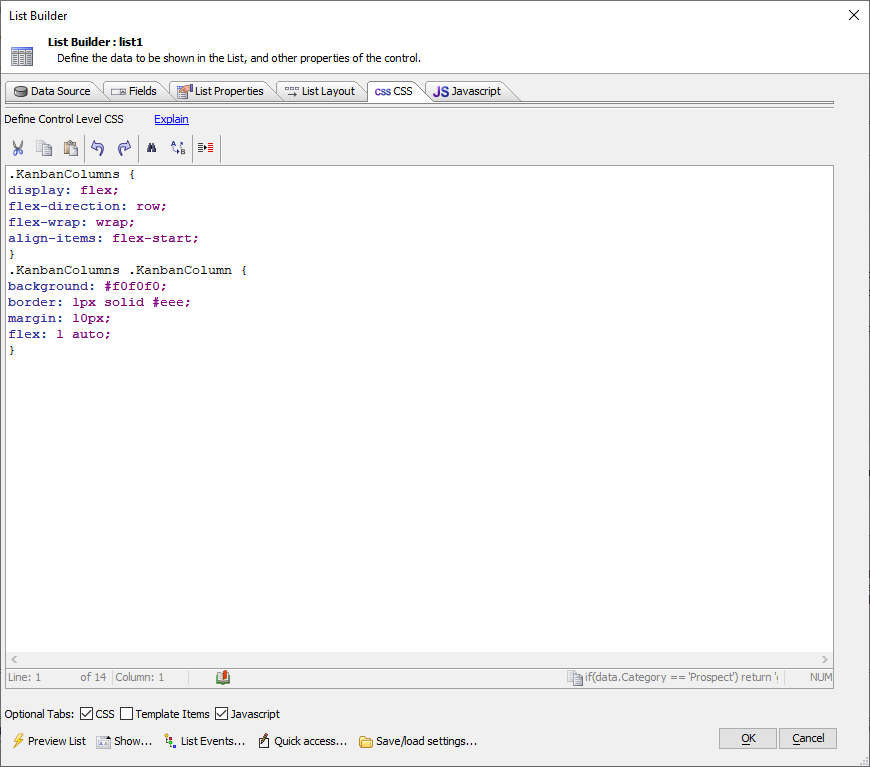 List Builder
List Builder : list1
Define the data to be shown in the List, and other properties of the control.
Data Source Fields List Properties List Layout CSS CSS JS Javascript
Define Control Level CSS Explain
.KanbanColumns {
display: flex;
flex-direction: row;
flex-wrap: wrap;
align-items: flex-start;
}
.KanbanColumns .KanbanColumn {
background: #f0f0f0;
border: 1px solid #eee;
margin: 10px;
flex: 1 auto;
}
Line: 1 of 14 Column: 1 if(data.Category == 'Prospect') return ' NUM
Optional Tabs: CSS Template Items Javascript
Preview List Show... List Events... Quick access... Save/load settings... OK Cancel